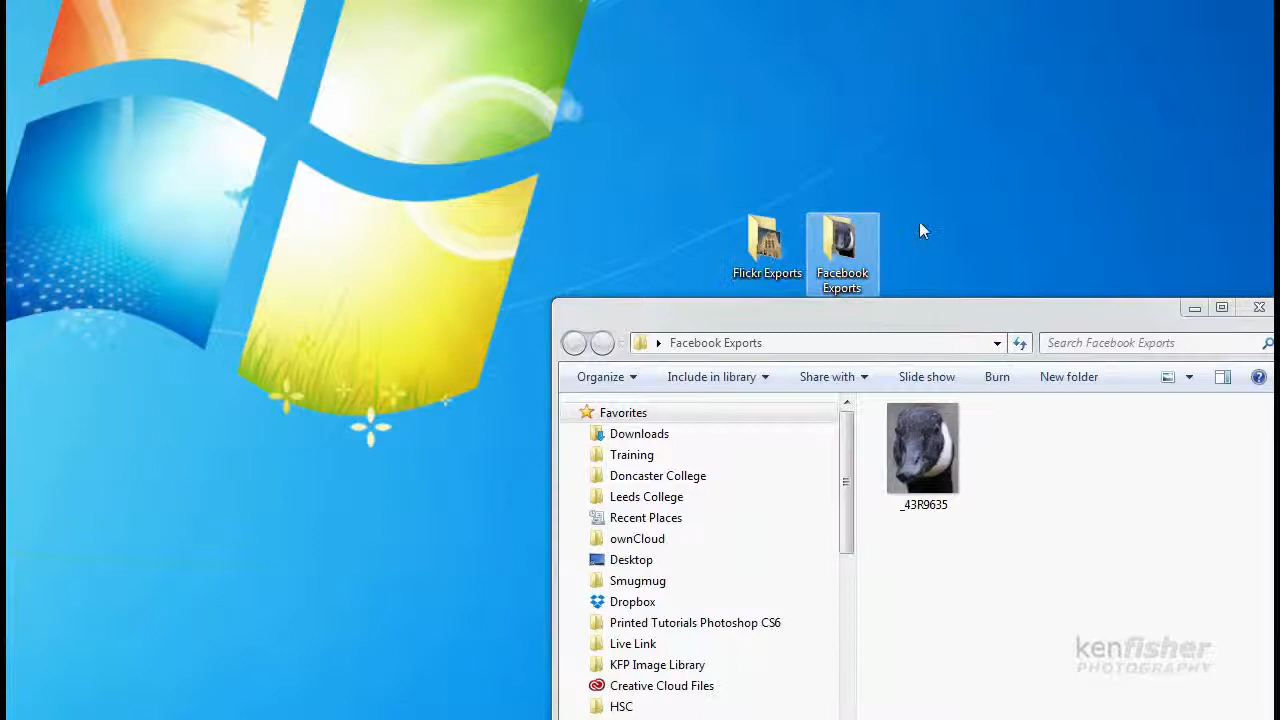 Flickr Exports
Facebook
Exports
Facebook Exports
Search Facebook Exports
Organize
Include in library
Share with
Slide show
Burn
New folder
Favorites
Downloads
Training
Doncaster College
Leeds College
Recent Places
ownCloud
Desktop
Smugmug
Dropbox
Printed Tutorials Photoshop CS6
Live Link
KFP Image Library
Creative Cloud Files
HSC
_43R9635
kenfisher
PHOTOGRAPHY